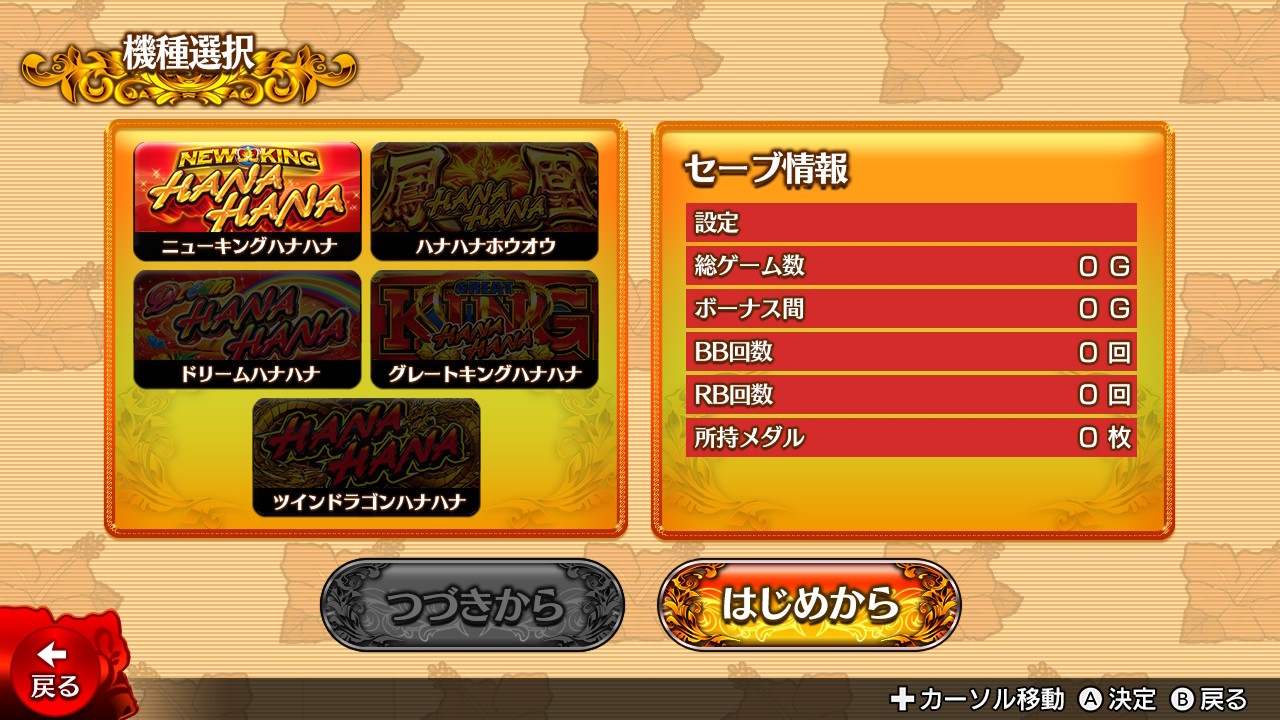 機種選択
NEW KING
HANA
HANA
ニューキングハナハナ
鳳凰
HANA
HANA
ハナハナホウオウ
Dream
HANA
HANA
ドリームハナハナ
GREAT
KING
HANA
HANA
グレートキングハナハナ
HANA
HANA
ツインドラゴンハナハナ
セーブ情報
設定
総ゲーム数 0 G
ボーナス間 0 G
BB回数 0 回
RB回数 0 回
所持メダル 0 枚
つづきから
はじめから
戻る
カーソル移動 A 決定 B 戻る